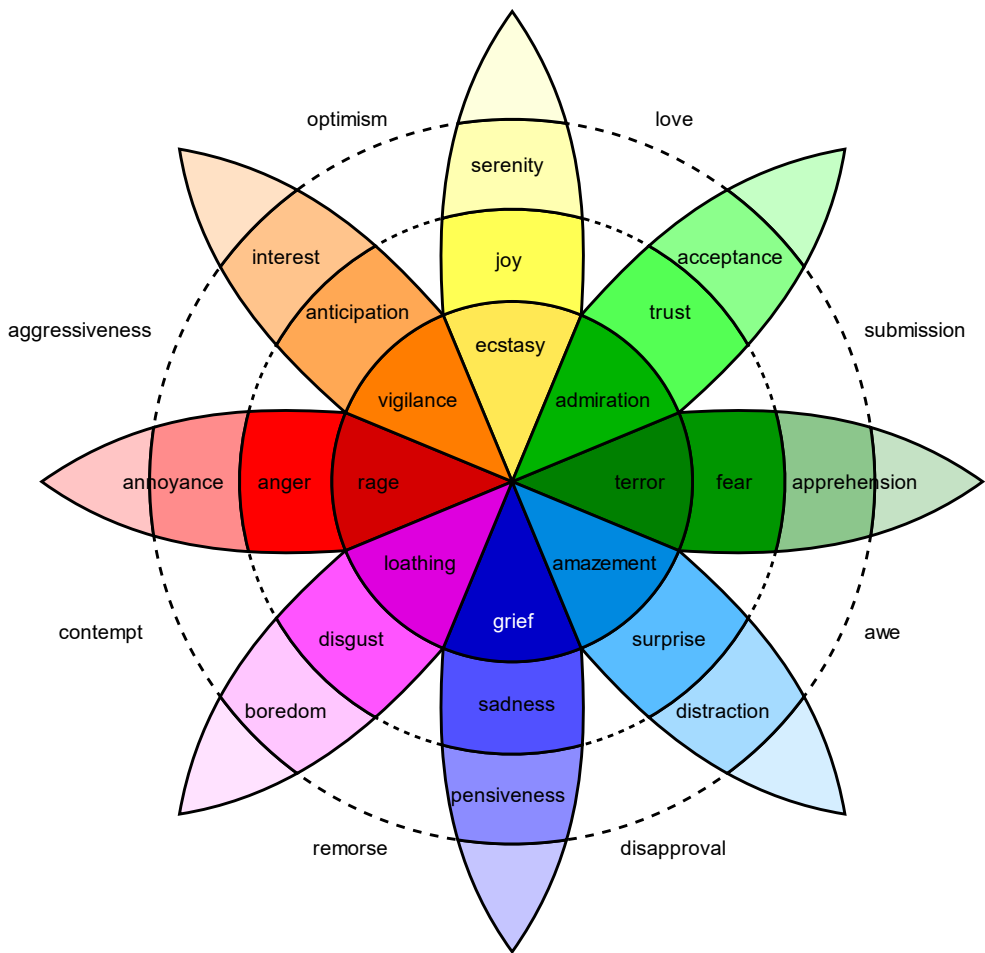 optimism
love
serenity
interest
joy
acceptance
anticipation
trust
aggressiveness
submission
ecstasy
vigilance
admiration
annoyance
anger
rage
terror
fear
apprehension
loathing
amazement
contempt
grief
awe
disgust
surprise
sadness
boredom
distraction
pensiveness
remorse
disapproval